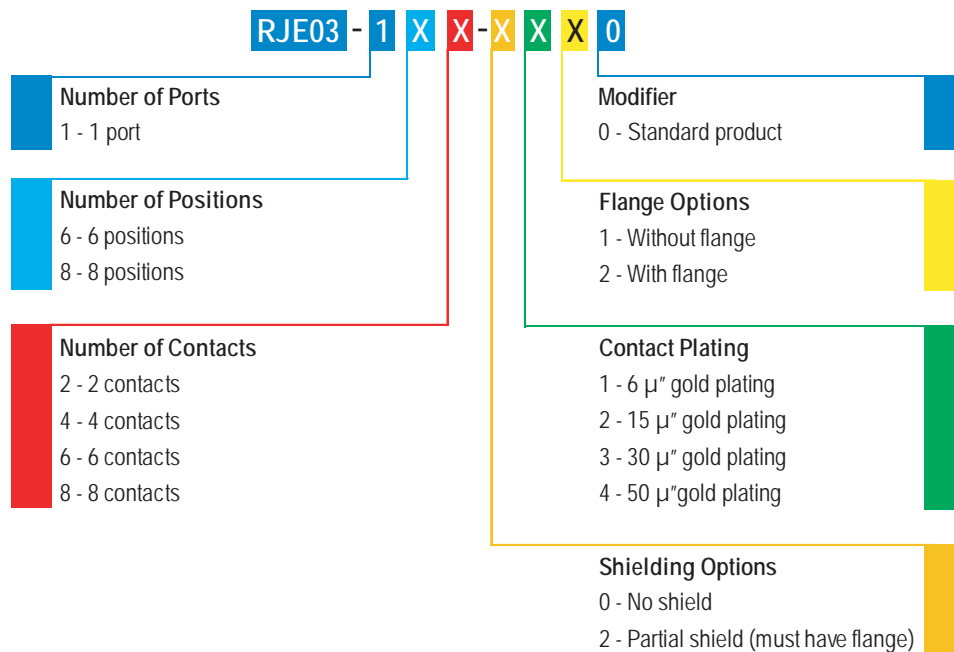 RJE03 - 1 X X - X X X 0
Number of Ports
1 - 1 port
Number of Positions
6 - 6 positions
8 - 8 positions
Number of Contacts
2 - 2 contacts
4 - 4 contacts
6 - 6 contacts
8 - 8 contacts
Modifier
0 - Standard product
Flange Options
1 - Without flange
2 - With flange
Contact Plating
1 - 6 µ" gold plating
2 - 15 µ" gold plating
3 - 30 µ" gold plating
4 - 50 µ"gold plating
Shielding Options
0 - No shield
2 - Partial shield (must have flange)